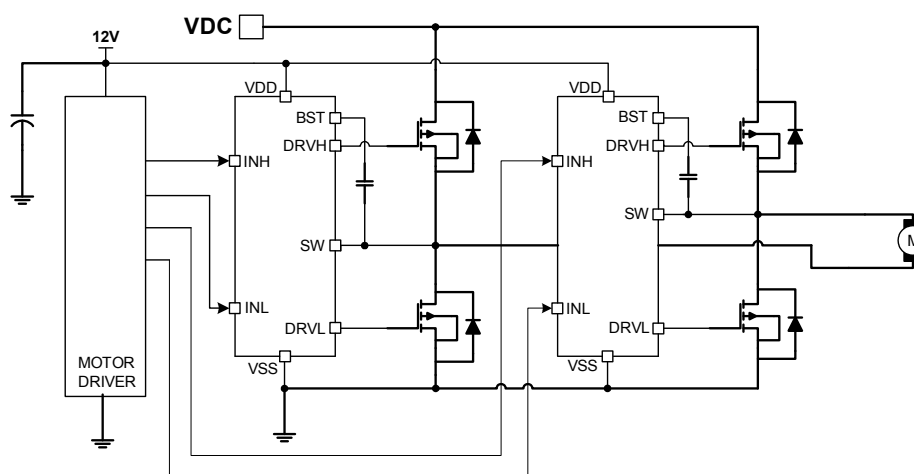 VDC
12V
VDD
VDD
BST
BST
DRVH
DRVH
INH
INH
SW
SW
INL
INL
DRVL
DRVL
MOTOR
DRIVER
VSS
VSS
M